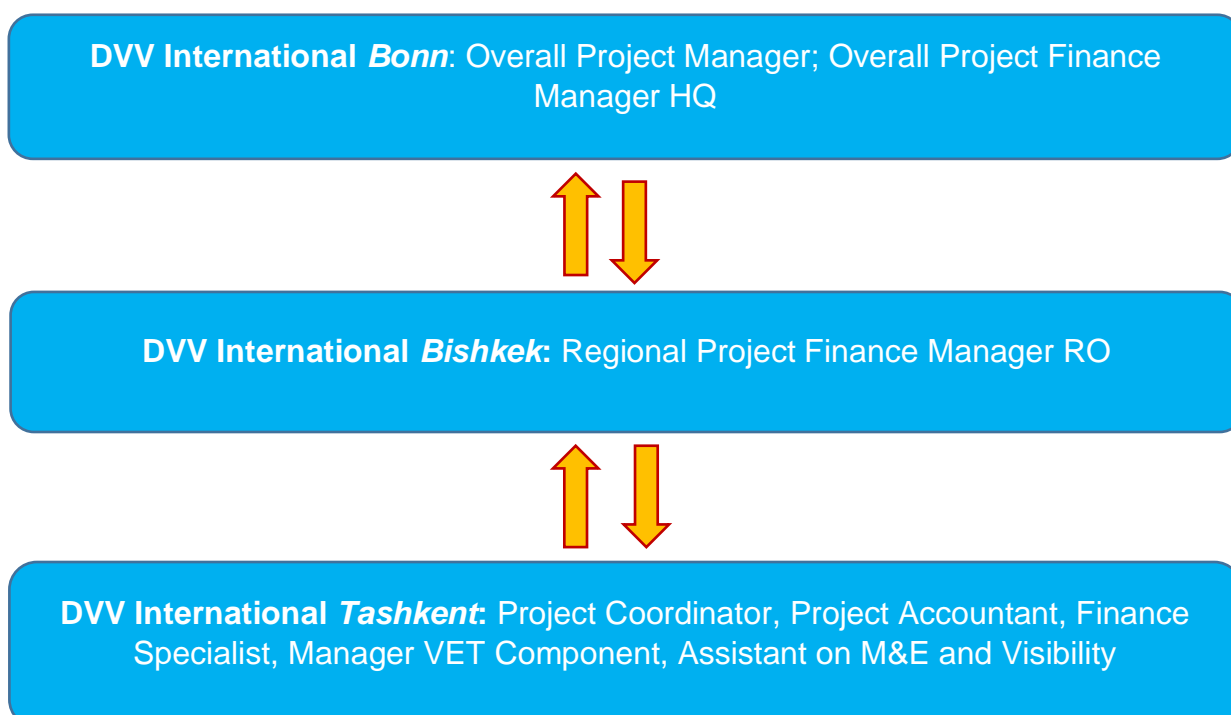 DVV International Bonn: Overall Project Manager; Overall Project Finance
Manager HQ
DVV International Bishkek: Regional Project Finance Manager RO
DVV International Tashkent: Project Coordinator, Project Accountant, Finance
Specialist, Manager VET Component, Assistant on M&E and Visibility